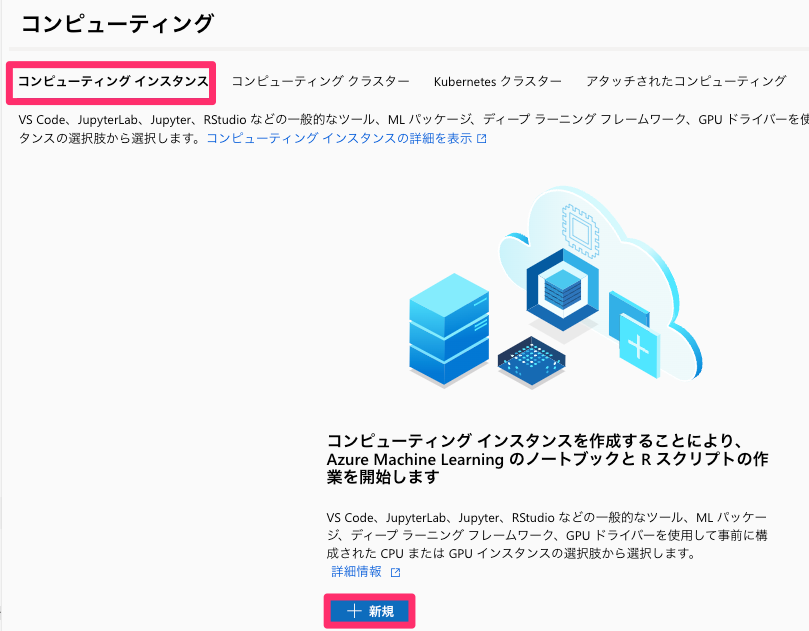 コンピューティング
コンピューティング インスタンス コンピューティング クラスター Kubernetes クラスター アタッチされたコンピューティング
VS Code、JupyterLab、Jupyter、RStudio などの一般的なツール、ML パッケージ、ディープ ラーニング フレームワーク、GPU ドライバーを使
タンスの選択肢から選択します。コンピューティング インスタンスの詳細を表示
コンピューティング インスタンスを作成することにより、
Azure Machine Learning のノートブックと R スクリプトの作
業を開始します
VS Code、JupyterLab、Jupyter、RStudio などの一般的なツール、ML パッケー
ジ、ディープ ラーニング フレームワーク、GPU ドライバーを使用して事前に構
成された CPU または GPU インスタンスの選択肢から選択します。
詳細情報
新規